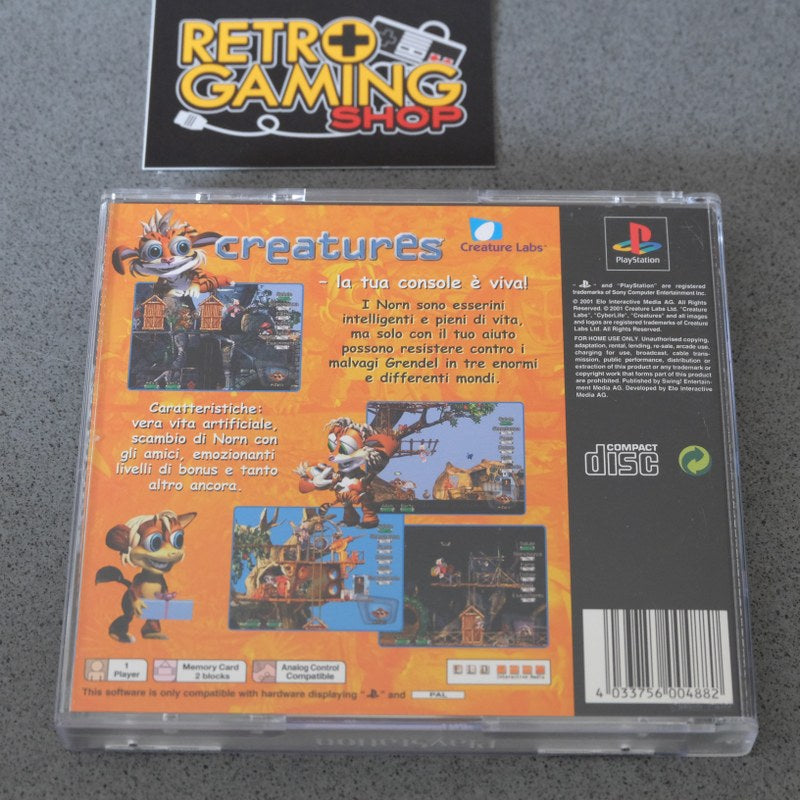 RETRO
GAMING
SHOP
creatures
Creature Labs™
– la tua console è viva!
I Norn sono esserini
intelligenti e pieni di vita,
ma solo con il tuo aiuto
possono resistere contro i
malvagi Grendel in tre enormi
e differenti mondi.
Caratteristiche:
vera vita artificiale,
scambio di Norn con
gli amici, emozionanti
livelli di bonus e tanto
altro ancora.
PlayStation
" " and "PlayStation" are registered
trademarks of Sony Computer Entertainment Inc.
© 2001 Elo Interactive Media AG. All Rights
Reserved. © 2001 Creature Labs Ltd. "Creature
Labs", "CyberLife", "Creatures" and all images
and logos are registered trademarks of Creature
Labs Ltd. All rights reserved.
FOR HOME USE ONLY. Unauthorised copying,
adaptation, rental, lending, re-sale, arcade use,
charging for use, broadcast, cable trans-
mission, public performance, distribution or
extraction of this product or any trademark or
copyright work that forms part of this product
are prohibited. Published by Swing! Entertain-
ment Media AG. Developed by Elo Interactive
Media AG.
COMPACT
disc
1
Player
Memory Card
2 blocks
Analog Control
Compatible
ELO
Interactive Media
This software is only compatible with hardware displaying " " and PAL
4 033756 004882
PlayStation